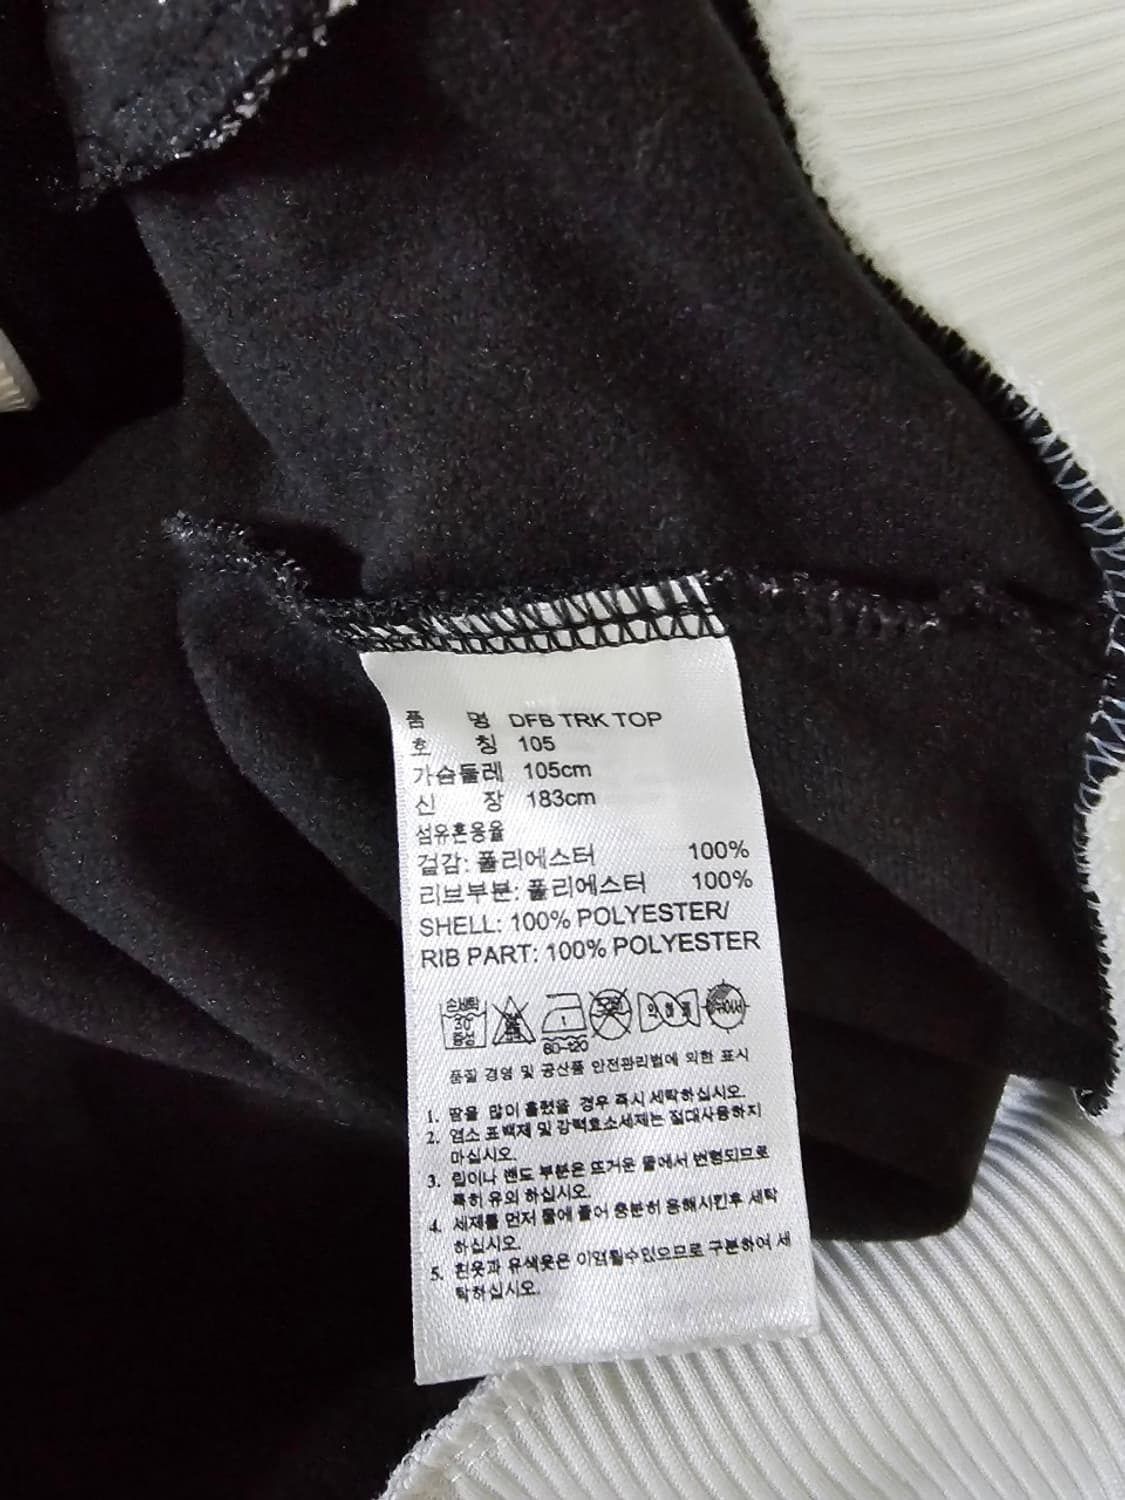 품 명 DFB TRK TOP
호 칭 105
가슴둘레 105cm
신 장 183cm
섬유혼용율
겉감: 폴리에스터 100%
리브부분: 폴리에스터 100%
SHELL: 100% POLYESTER/
RIB PART: 100% POLYESTER
손세탁
30
중성
80~120
품질 경영 및 공산품 안전관리법에 의한 표시
1. 땀을 많이 흘렸을 경우 즉시 세탁하십시오.
2. 염소 표백제 및 강력효소세제는 절대사용하지
마십시오.
3. 립이나 밴드 부분은 뜨거운 물에서 변형되므로
특히 유의 하십시오.
4. 세제를 먼저 물에 풀어 충분히 용해시킨후 세탁
하십시오.
5. 흰옷과 유색옷은 이염될수있으므로 구분하여 세
탁하십시오.